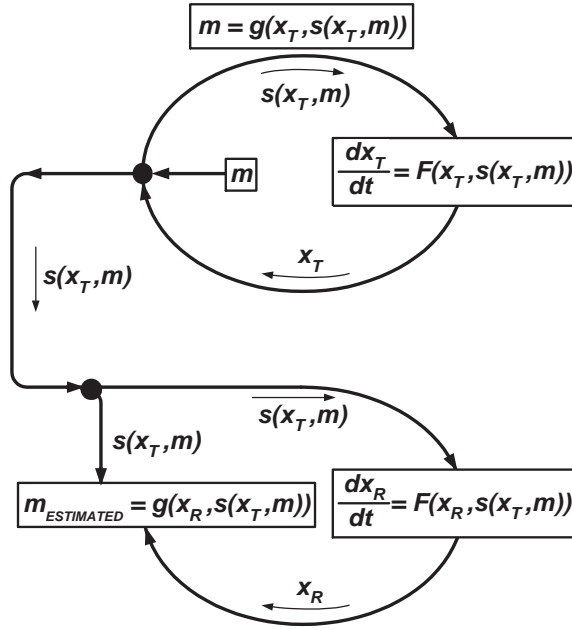 m = g(x_T,s(x_T,m))
s(x_T,m)
m
dx_T/dt = F(x_T,s(x_T,m))
x_T
s(x_T,m)
s(x_T,m)
s(x_T,m)
m_ESTIMATED = g(x_R,s(x_T,m))
dx_R/dt = F(x_R,s(x_T,m))
x_R